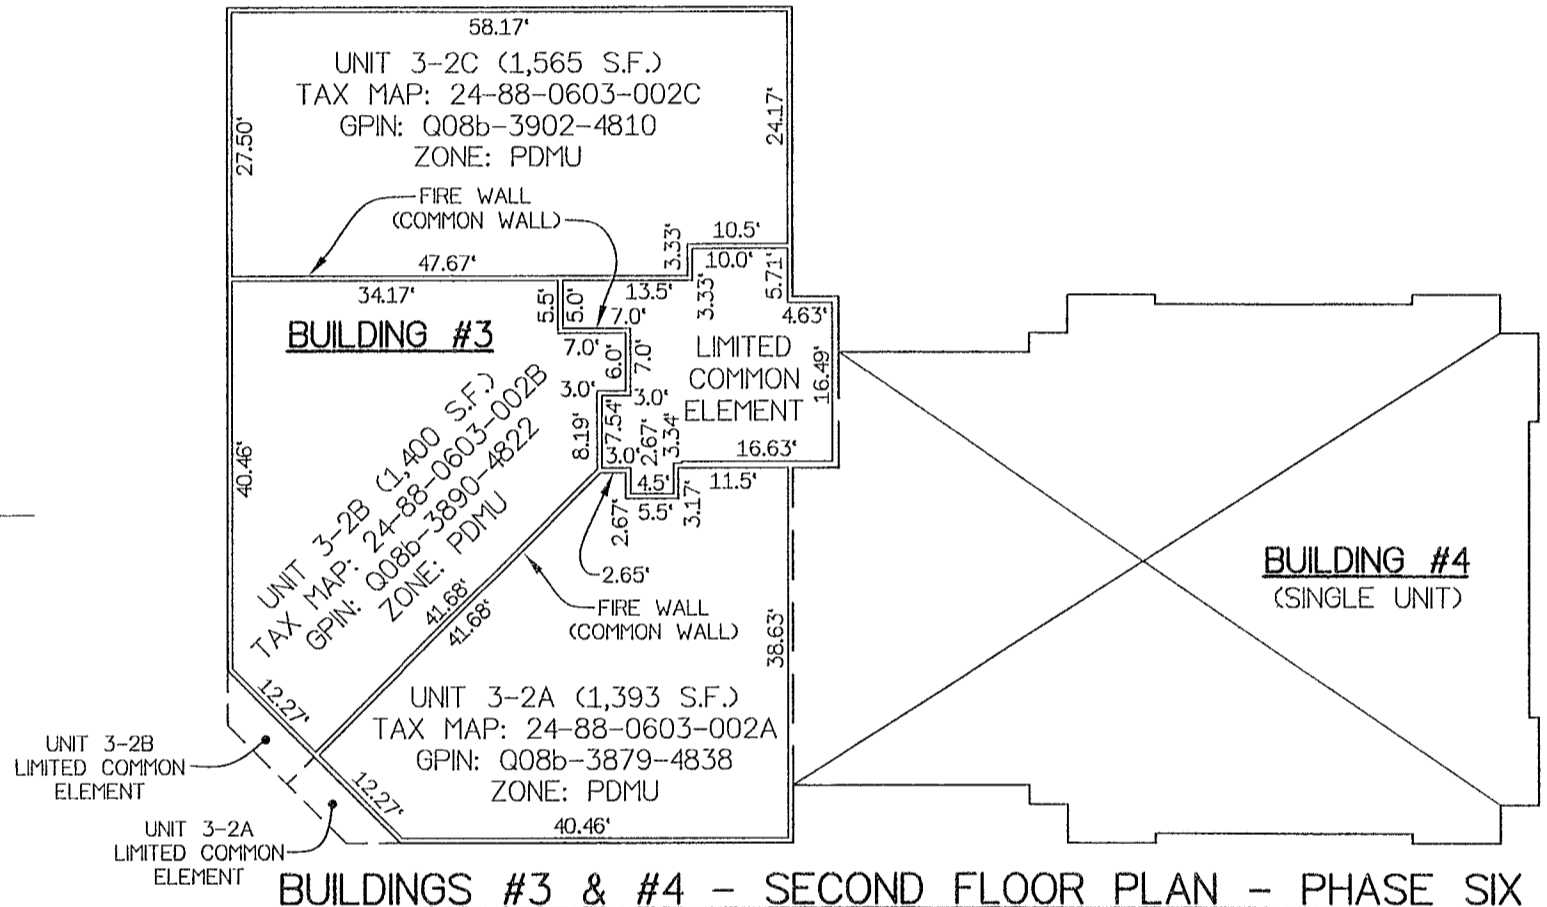 58.17'
UNIT 3-2C (1,565 S.F.)
TAX MAP: 24-88-0603-002C
GPIN: Q08b-3902-4810
ZONE: PDMU
27.50'
24.17'
FIRE WALL
(COMMON WALL)
47.67'
3.33'
10.5'
10.0'
3.33'
5.71'
34.17'
5.5'
5.0'
13.5'
7.0'
4.63'
BUILDING #3
7.0'
6.0'
7.0'
LIMITED
COMMON
ELEMENT
16.49'
3.0'
3.0'
8.19'
7.54'
3.0'
2.67'
3.34'
16.63'
4.5'
5.5'
11.5'
2.67'
3.17'
2.65'
40.46'
UNIT 3-2B (1,400 S.F.)
TAX MAP: 24-88-0603-002B
GPIN: Q08b-3890-4822
ZONE: PDMU
41.68'
41.68'
FIRE WALL
(COMMON WALL)
38.63'
BUILDING #4
(SINGLE UNIT)
12.27'
UNIT 3-2A (1,393 S.F.)
TAX MAP: 24-88-0603-002A
GPIN: Q08b-3879-4838
ZONE: PDMU
12.27'
40.46'
UNIT 3-2B
LIMITED COMMON
ELEMENT
UNIT 3-2A
LIMITED COMMON
ELEMENT
BUILDINGS #3 & #4 - SECOND FLOOR PLAN - PHASE SIX